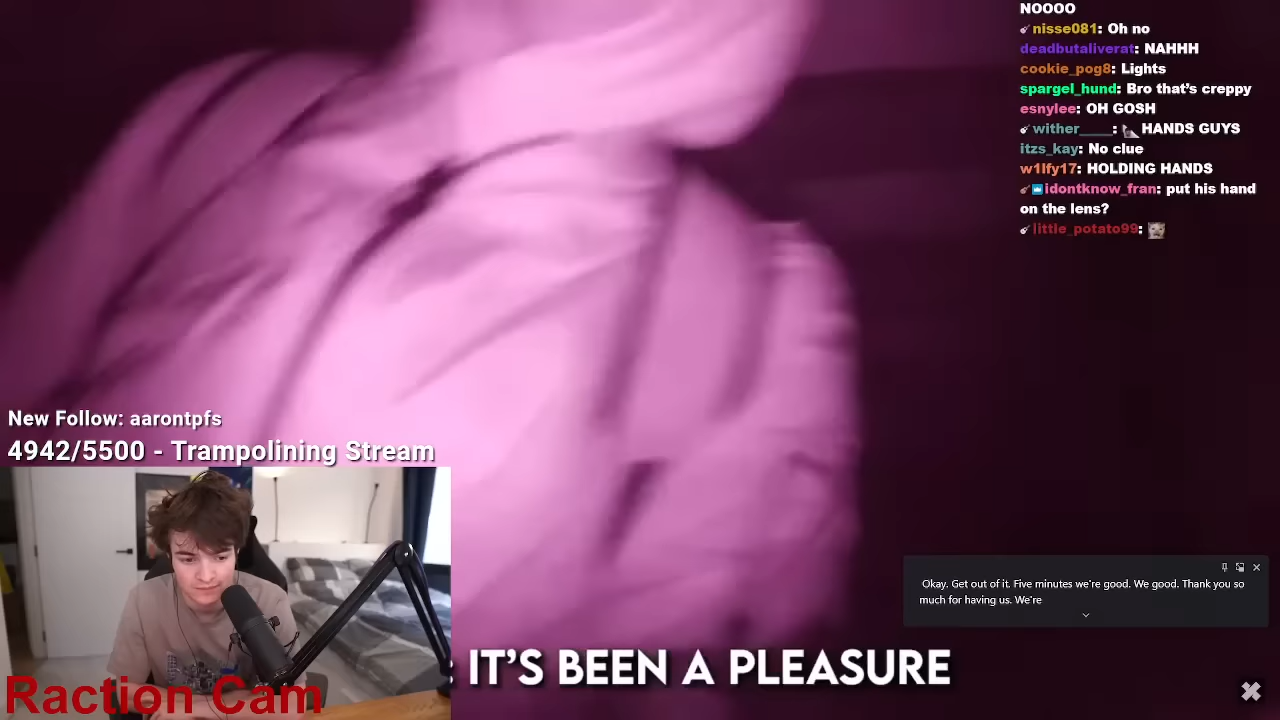 NOOOO
nisse081: Oh no
deadbutaliverat: NAHHH
cookie_pog8: Lights
spargel_hund: Bro that's creppy
esnylee: OH GOSH
wither_____: HANDS GUYS
itzs_kay: No clue
w1lfy17: HOLDING HANDS
idontknow_fran: put his hand
on the lens?
little_potato99:
New Follow: aarontpfs
4942/5500 - Trampolining Stream
Okay. Get out of it. Five minutes we're good. We good. Thank you so
much for having us. We're
: IT'S BEEN A PLEASURE
Raction Cam